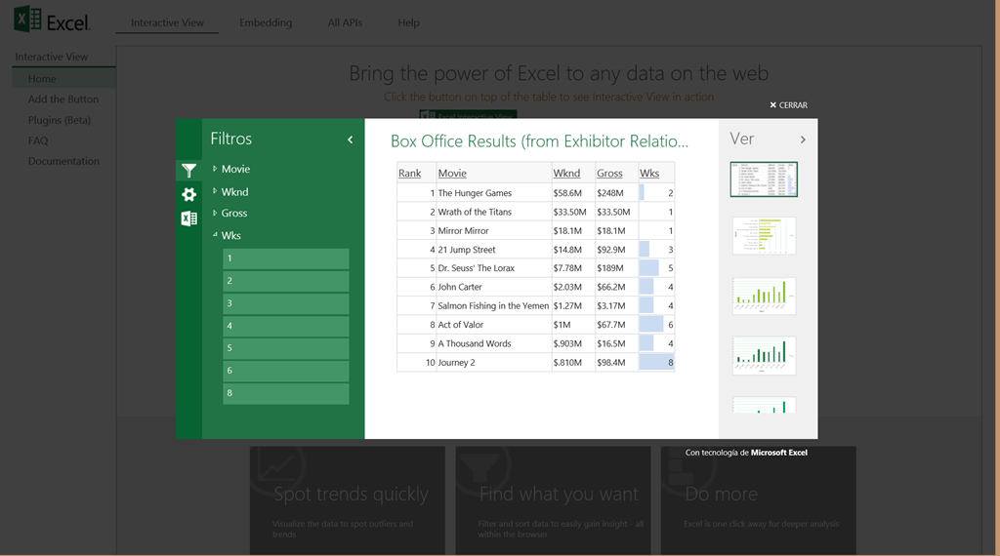 Excel
Interactive View
Embedding
All APIs
Help
Interactive View
Home
Add the Button
Plugins (Beta)
FAQ
Documentation
Bring the power of Excel to any data on the web
Click the button on top of the table to see Interactive View in action
Excel Interactive View
✕ CERRAR
Filtros
Movie
Wknd
Gross
Wks
1
2
3
4
5
6
8
Box Office Results (from Exhibitor Relatio...
Rank Movie Wknd Gross Wks
1 The Hunger Games $58.6M $248M 2
2 Wrath of the Titans $33.50M $33.50M 1
3 Mirror Mirror $18.1M $18.1M 1
4 21 Jump Street $14.8M $92.9M 3
5 Dr. Seuss' The Lorax $7.78M $189M 5
6 John Carter $2.03M $66.2M 4
7 Salmon Fishing in the Yemen $1.27M $3.17M 4
8 Act of Valor $1M $67.7M 6
9 A Thousand Words $.903M $16.5M 4
10 Journey 2 $.810M $98.4M 8
Ver
Con tecnología de Microsoft Excel
Spot trends quickly
Visualize the data to spot outliers and
trends
Find what you want
Filter and sort data to easily gain insight - all
within the browser
Do more
Excel is one click away for deeper analysis